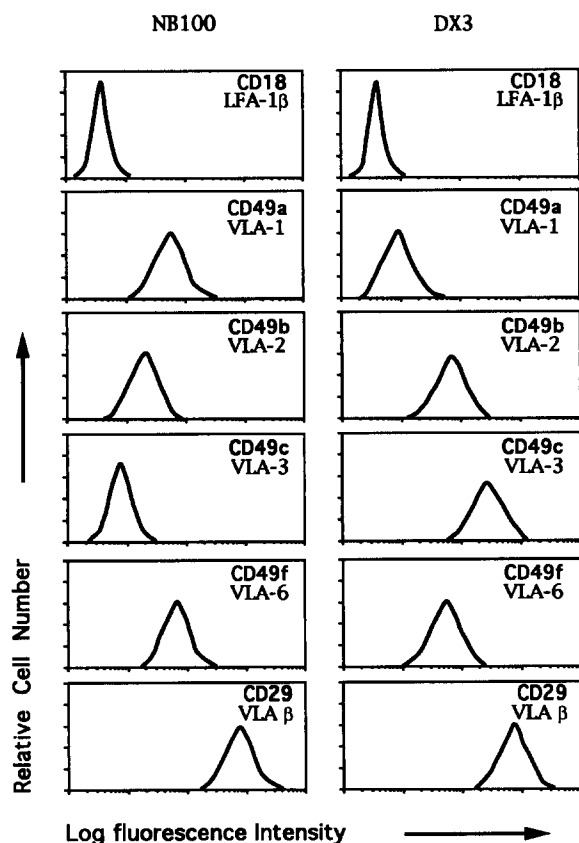 NB100
DX3
CD18
LFA-1β
CD18
LFA-1β
CD49a
VLA-1
CD49a
VLA-1
CD49b
VLA-2
CD49b
VLA-2
CD49c
VLA-3
CD49c
VLA-3
CD49f
VLA-6
CD49f
VLA-6
CD29
VLA β
CD29
VLA β
Relative Cell Number
Log fluorescence Intensity